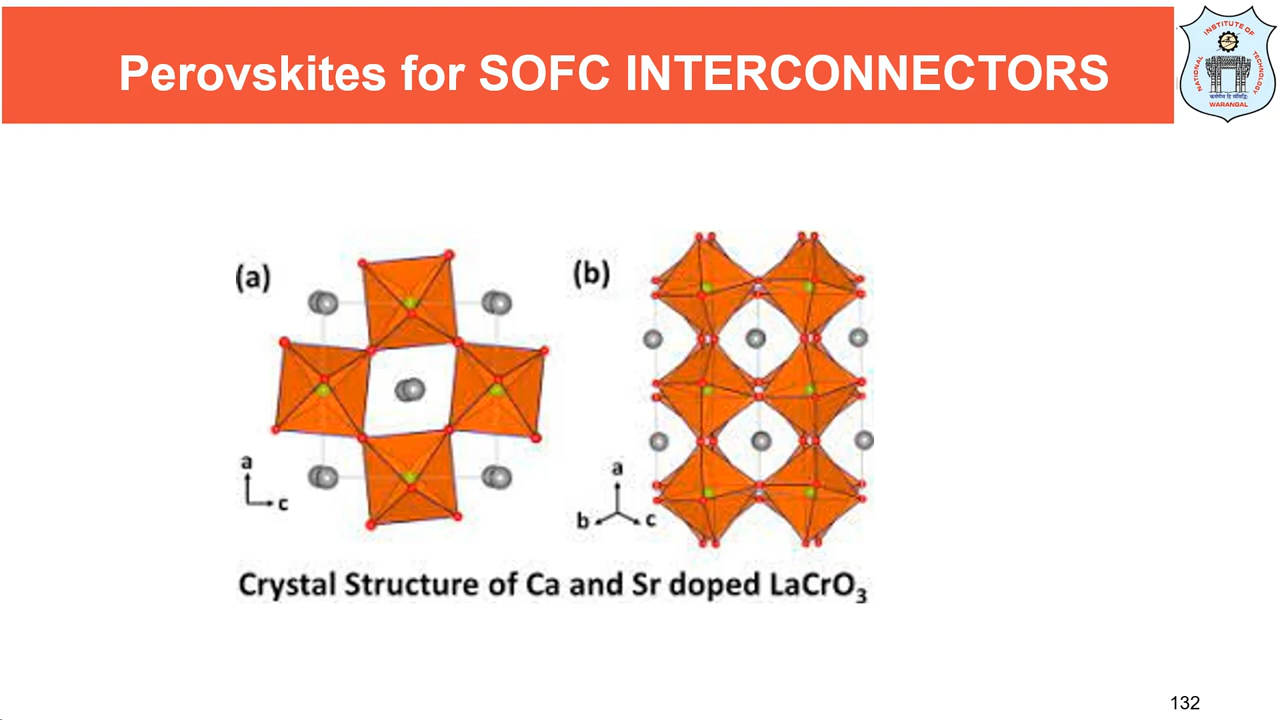 Perovskites for SOFC INTERCONNECTORS
INSTITUTE OF
NATIONAL
TECHNOLOGY
WARANGAL
(a)
(b)
a
c
a
b
c
Crystal Structure of Ca and Sr doped LaCrO₃
132